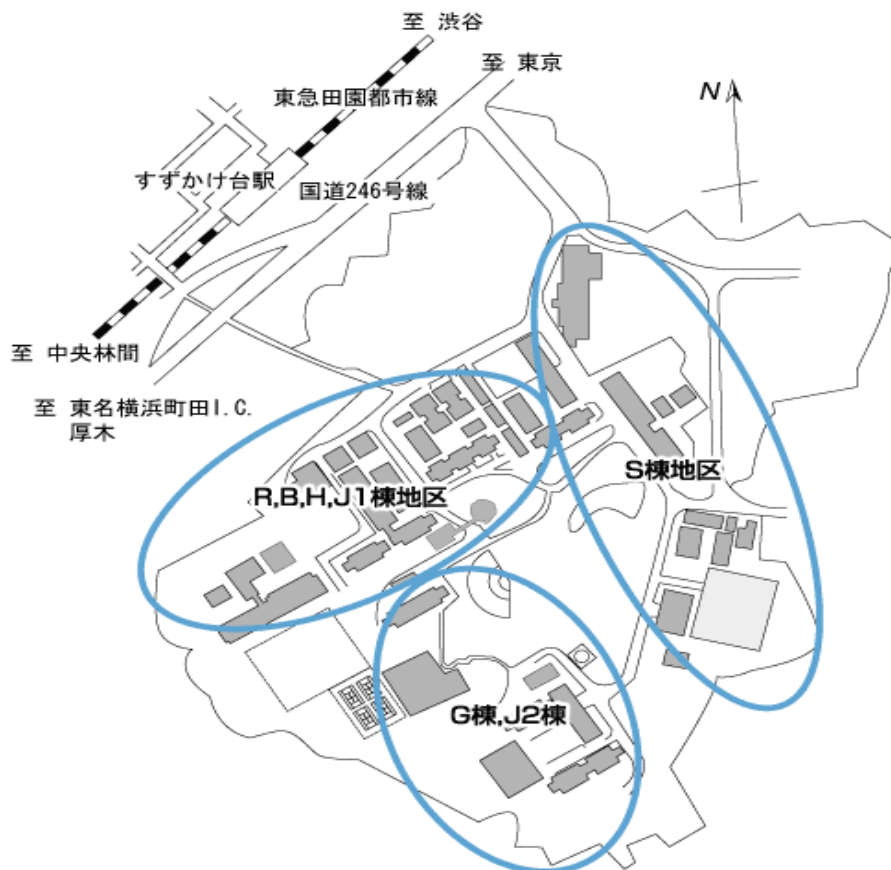 至 渋谷
至 東京
東急田園都市線
N
すずかけ台駅
国道246号線
至 中央林間
至 東名横浜町田I.C.
厚木
S棟地区
R,B,H,J1棟地区
G棟,J2棟